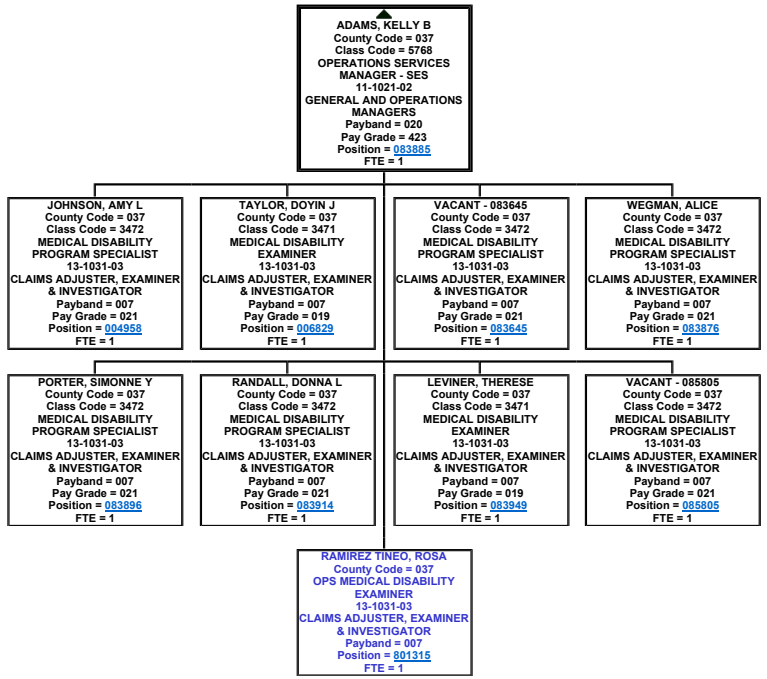 ADAMS, KELLY B
County Code = 037
Class Code = 5768
OPERATIONS SERVICES
MANAGER - SES
11-1021-02
GENERAL AND OPERATIONS
MANAGERS
Payband = 020
Pay Grade = 423
Position = 083885
FTE = 1
JOHNSON, AMY L
County Code = 037
Class Code = 3472
MEDICAL DISABILITY
PROGRAM SPECIALIST
13-1031-03
CLAIMS ADJUSTER, EXAMINER
& INVESTIGATOR
Payband = 007
Pay Grade = 021
Position = 004958
FTE = 1
TAYLOR, DOYIN J
County Code = 037
Class Code = 3471
MEDICAL DISABILITY
EXAMINER
13-1031-03
CLAIMS ADJUSTER, EXAMINER
& INVESTIGATOR
Payband = 007
Pay Grade = 019
Position = 006829
FTE = 1
VACANT - 083645
County Code = 037
Class Code = 3472
MEDICAL DISABILITY
PROGRAM SPECIALIST
13-1031-03
CLAIMS ADJUSTER, EXAMINER
& INVESTIGATOR
Payband = 007
Pay Grade = 021
Position = 083645
FTE = 1
WEGMAN, ALICE
County Code = 037
Class Code = 3472
MEDICAL DISABILITY
PROGRAM SPECIALIST
13-1031-03
CLAIMS ADJUSTER, EXAMINER
& INVESTIGATOR
Payband = 007
Pay Grade = 021
Position = 083876
FTE = 1
PORTER, SIMONNE Y
County Code = 037
Class Code = 3472
MEDICAL DISABILITY
PROGRAM SPECIALIST
13-1031-03
CLAIMS ADJUSTER, EXAMINER
& INVESTIGATOR
Payband = 007
Pay Grade = 021
Position = 083896
FTE = 1
RANDALL, DONNA L
County Code = 037
Class Code = 3472
MEDICAL DISABILITY
PROGRAM SPECIALIST
13-1031-03
CLAIMS ADJUSTER, EXAMINER
& INVESTIGATOR
Payband = 007
Pay Grade = 021
Position = 083914
FTE = 1
LEVINER, THERESE
County Code = 037
Class Code = 3471
MEDICAL DISABILITY
EXAMINER
13-1031-03
CLAIMS ADJUSTER, EXAMINER
& INVESTIGATOR
Payband = 007
Pay Grade = 019
Position = 083949
FTE = 1
VACANT - 085805
County Code = 037
Class Code = 3472
MEDICAL DISABILITY
PROGRAM SPECIALIST
13-1031-03
CLAIMS ADJUSTER, EXAMINER
& INVESTIGATOR
Payband = 007
Pay Grade = 021
Position = 085805
FTE = 1
RAMIREZ TINEO, ROSA
County Code = 037
OPS MEDICAL DISABILITY
EXAMINER
13-1031-03
CLAIMS ADJUSTER, EXAMINER
& INVESTIGATOR
Payband = 007
Position = 801315
FTE = 1